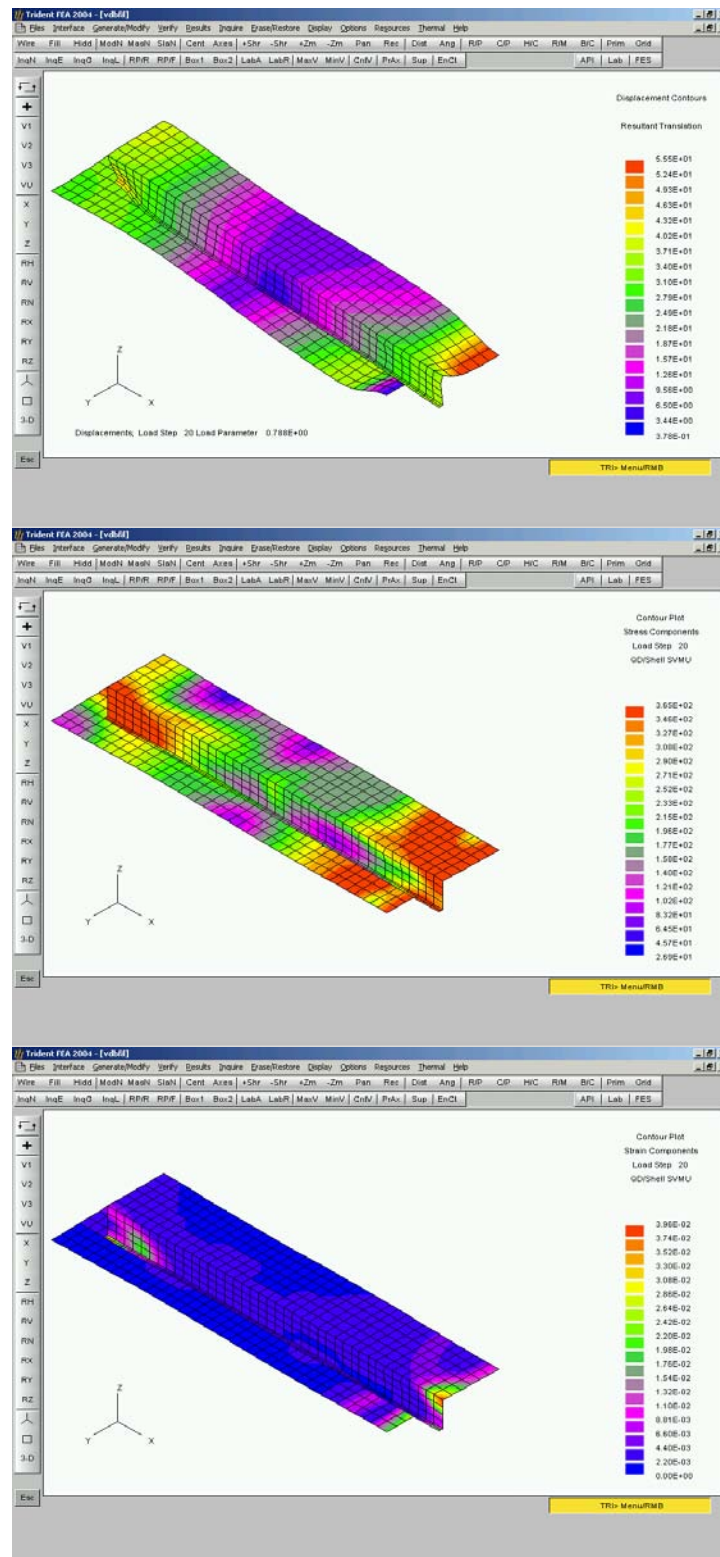 Trident FEA 2004 - [vdbfil]
Files Interface Generate/Modify Verify Results Inquire Erase/Restore Display Options Resources Thermal Help
Wire Fill Hidd ModN MasN SlaN Cent Axes +Shr -Shr +Zm -Zm Pan Rec Dist Ang R/P C/P H/C R/M B/C Prim Grid
InqN InqE InqG InqL RP/R RP/F Box1 Box2 LabA LabR MaxV MinV CnlV PrAx Sup EnCl API Lab FES
V1
V2
V3
VU
X
Y
Z
RH
RV
RN
RX
RY
RZ
3-D
Esc
Displacement Contours
Resultant Translation
5.55E+01
5.24E+01
4.93E+01
4.63E+01
4.32E+01
4.02E+01
3.71E+01
3.40E+01
3.10E+01
2.79E+01
2.49E+01
2.18E+01
1.87E+01
1.57E+01
1.26E+01
9.56E+00
6.50E+00
3.44E+00
3.78E-01
Z
Y X
Displacements, Load Step 20 Load Parameter 0.788E+00
TRI> Menu/RMB
Trident FEA 2004 - [vdbfil]
Files Interface Generate/Modify Verify Results Inquire Erase/Restore Display Options Resources Thermal Help
Wire Fill Hidd ModN MasN SlaN Cent Axes +Shr -Shr +Zm -Zm Pan Rec Dist Ang R/P C/P H/C R/M B/C Prim Grid
InqN InqE InqG InqL RP/R RP/F Box1 Box2 LabA LabR MaxV MinV CnlV PrAx Sup EnCl API Lab FES
V1
V2
V3
VU
X
Y
Z
RH
RV
RN
RX
RY
RZ
3-D
Esc
Contour Plot
Stress Components
Load Step 20
QD/Shell SVMU
3.65E+02
3.46E+02
3.27E+02
3.08E+02
2.90E+02
2.71E+02
2.52E+02
2.33E+02
2.15E+02
1.96E+02
1.77E+02
1.58E+02
1.40E+02
1.21E+02
1.02E+02
8.32E+01
6.45E+01
4.57E+01
2.69E+01
Z
Y X
TRI> Menu/RMB
Trident FEA 2004 - [vdbfil]
Files Interface Generate/Modify Verify Results Inquire Erase/Restore Display Options Resources Thermal Help
Wire Fill Hidd ModN MasN SlaN Cent Axes +Shr -Shr +Zm -Zm Pan Rec Dist Ang R/P C/P H/C R/M B/C Prim Grid
InqN InqE InqG InqL RP/R RP/F Box1 Box2 LabA LabR MaxV MinV CnlV PrAx Sup EnCl API Lab FES
V1
V2
V3
VU
X
Y
Z
RH
RV
RN
RX
RY
RZ
3-D
Esc
Contour Plot
Strain Components
Load Step 20
QD/Shell SVMU
3.96E-02
3.74E-02
3.52E-02
3.30E-02
3.08E-02
2.86E-02
2.64E-02
2.42E-02
2.20E-02
1.98E-02
1.76E-02
1.54E-02
1.32E-02
1.10E-02
8.81E-03
6.60E-03
4.40E-03
2.20E-03
0.00E+00
Z
Y X
TRI> Menu/RMB